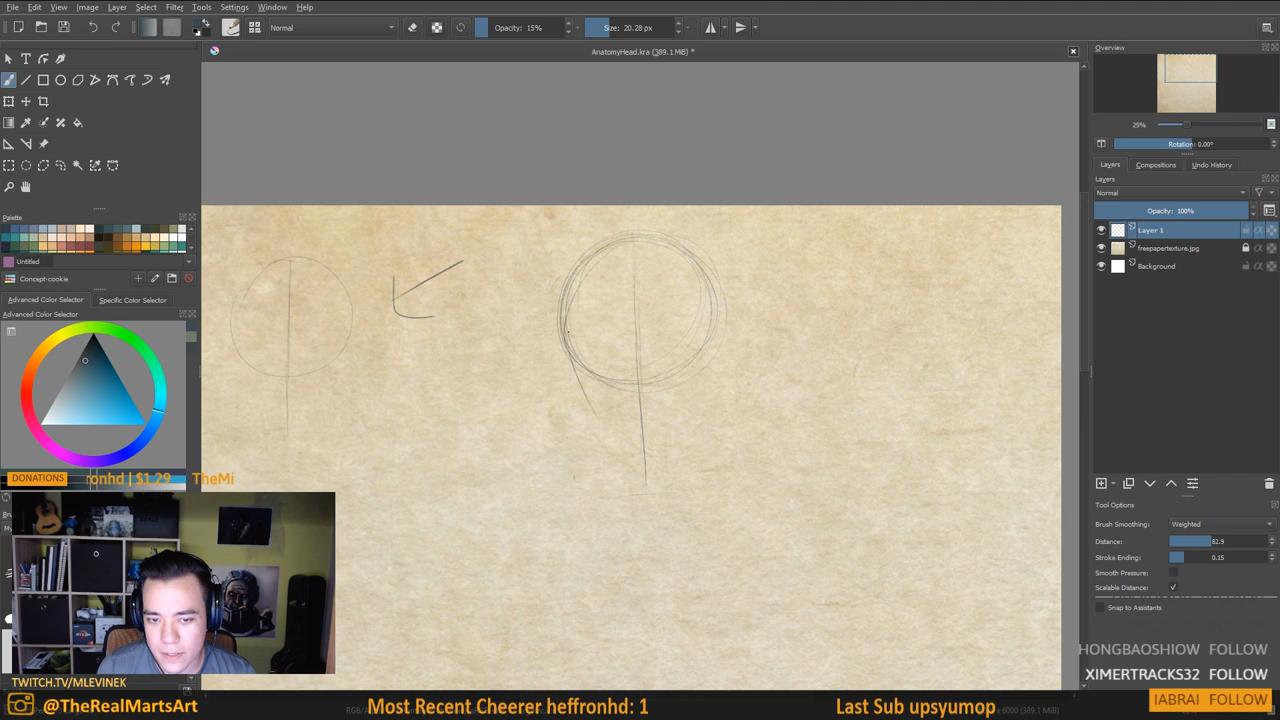 File Edit View Image Layer Select Filter Tools Settings Window Help
Normal
Opacity: 15%
Size: 20.28 px
AnatomyHead.kra (389.1 MiB) *
Overview
25%
Rotation: 0.00°
Layers Compositions Undo History
Layers
Normal
Opacity: 100%
Layer 1
freepapertexture.jpg
Background
Palette
Untitled
Concept-cookie
Advanced Color Selector Specific Color Selector
Advanced Color Selector
DONATIONS ronhd | $1.29 TheMi
Tool Options
Brush Smoothing: Weighted
Distance: 82.9
Stroke Ending: 0.15
Smooth Pressure:
Scalable Distance:
Snap to Assistants
HONGBAOSHIOW FOLLOW
XIMERTRACKS32 FOLLOW
IABRAI FOLLOW
TWITCH.TV/MLEVINEK
@TheRealMartsArt
Most Recent Cheerer heffronhd: 1
Last Sub upsyumop